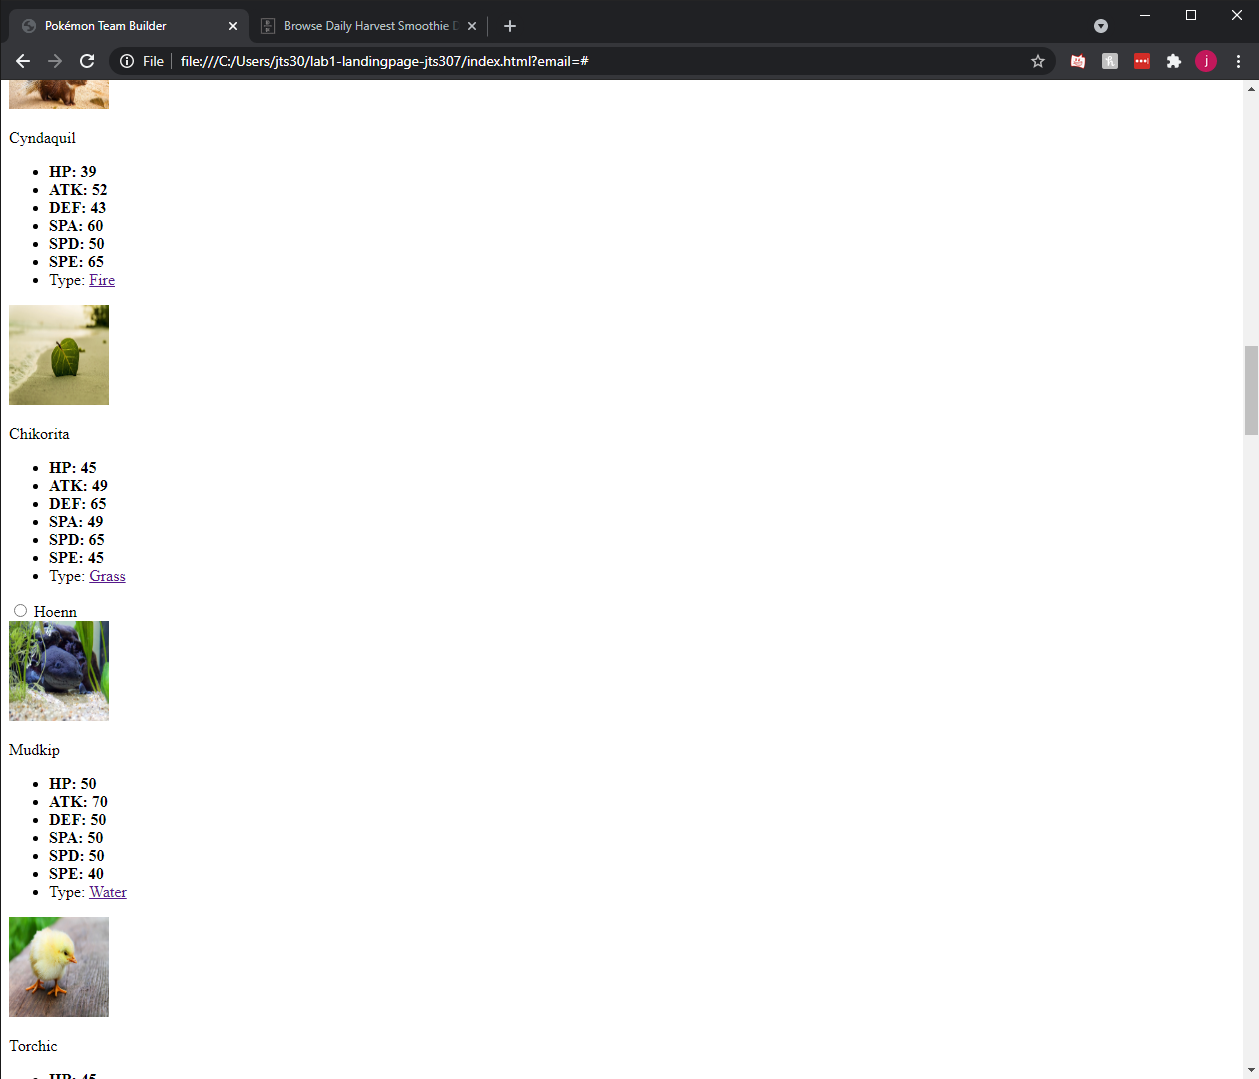 Pokémon Team Builder
Browse Daily Harvest Smoothie
File
file:///C:/Users/jts30/lab1-landingpage-jts307/index.html?email=#
j
Cyndaquil
HP: 39
ATK: 52
DEF: 43
SPA: 60
SPD: 50
SPE: 65
Type: Fire
Chikorita
HP: 45
ATK: 49
DEF: 65
SPA: 49
SPD: 65
SPE: 45
Type: Grass
Hoenn
Mudkip
HP: 50
ATK: 70
DEF: 50
SPA: 50
SPD: 50
SPE: 40
Type: Water
Torchic
HP: 45